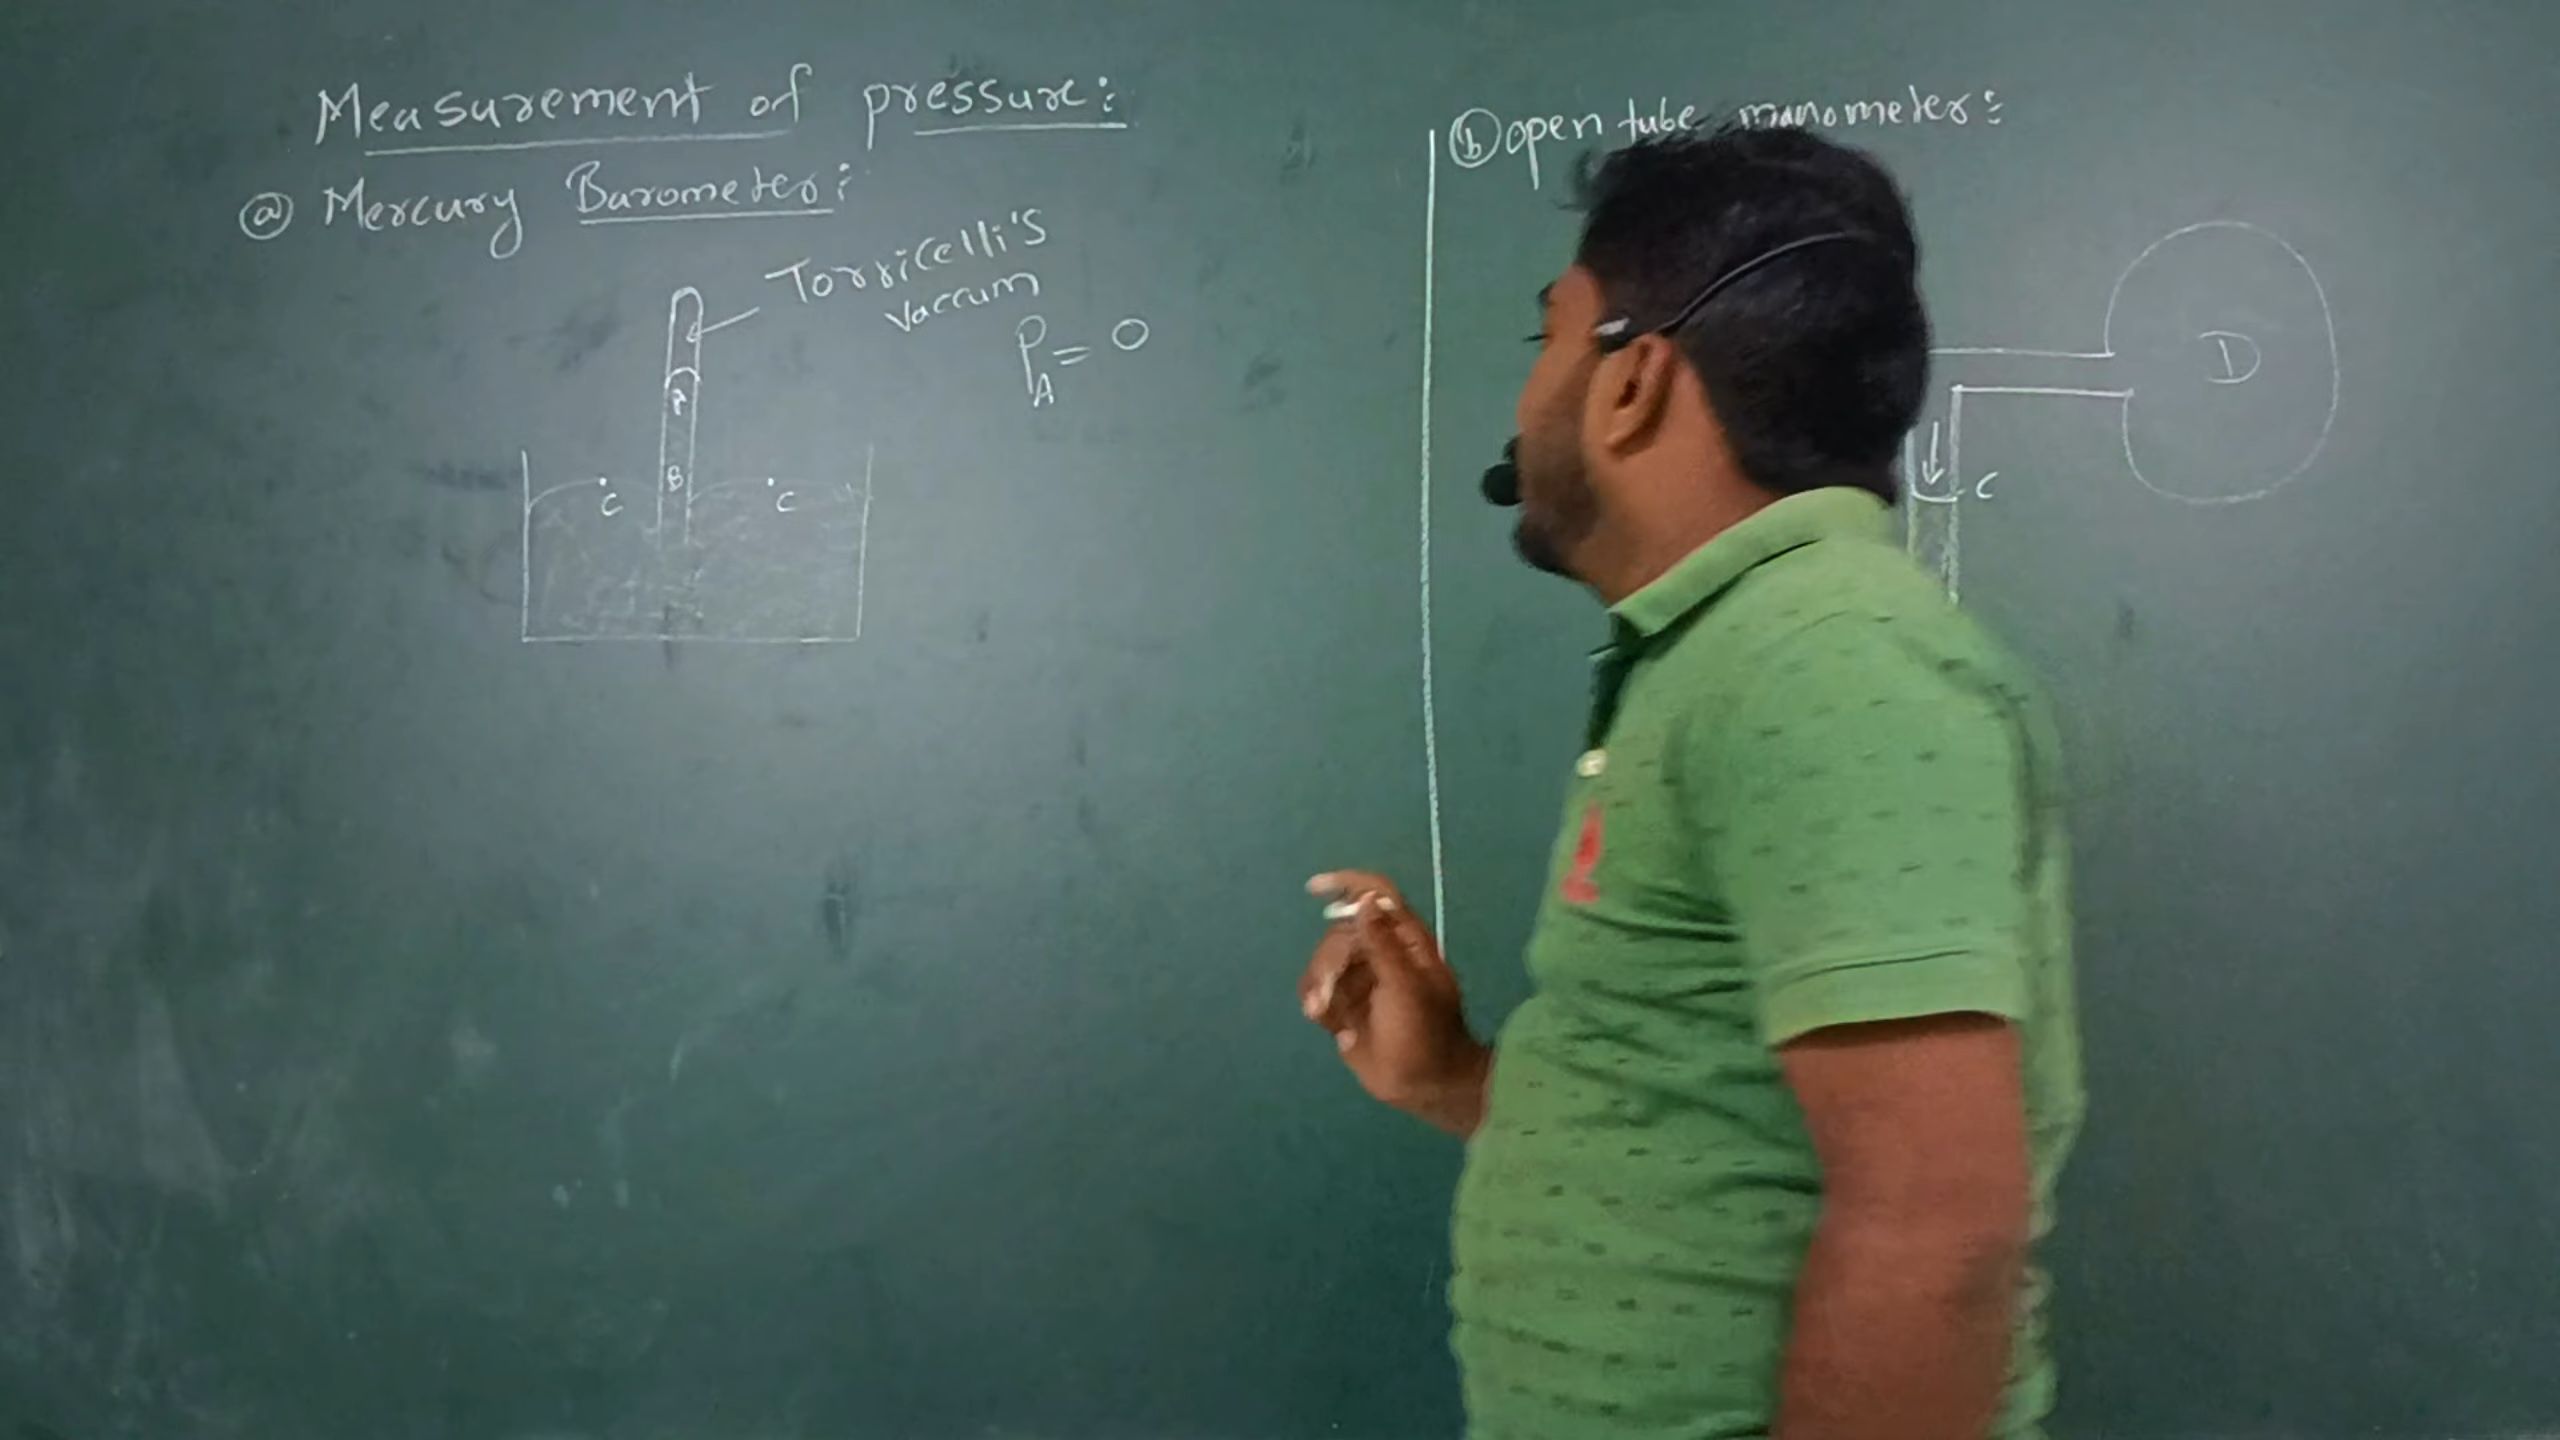 Measurement of pressure:
ⓐ Mercury Barometer:
Torricelli's
Vaccum
P_A = 0
A
B
C
C
ⓑ open tube manometer:
D
C